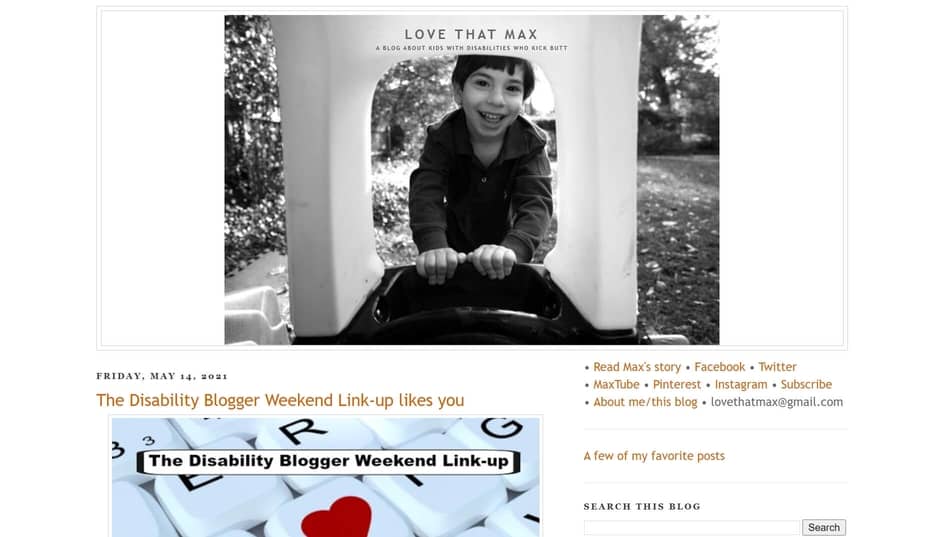 LOVE THAT MAX
A BLOG ABOUT KIDS WITH DISABILITIES WHO KICK BUTT
FRIDAY, MAY 14, 2021
The Disability Blogger Weekend Link-up likes you
3 3 R G
The Disability Blogger Weekend Link-up
E
• Read Max's story • Facebook • Twitter
• MaxTube • Pinterest • Instagram • Subscribe
• About me/this blog • lovethatmax@gmail.com
A few of my favorite posts
SEARCH THIS BLOG
Search